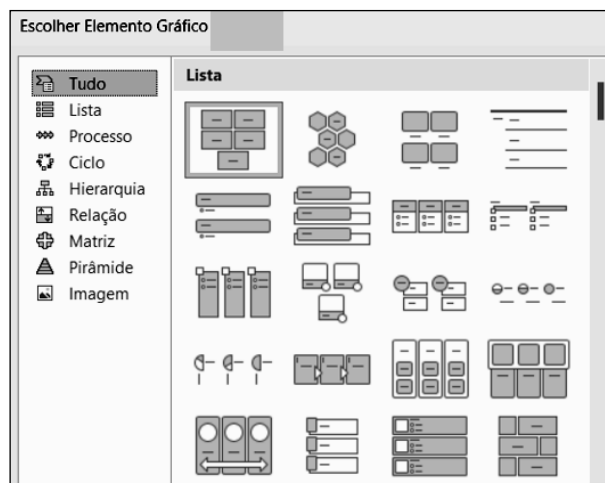 Escolher Elemento Gráfico
Tudo
Lista
Processo
Ciclo
Hierarquia
Relação
Matriz
Pirâmide
Imagem
Lista